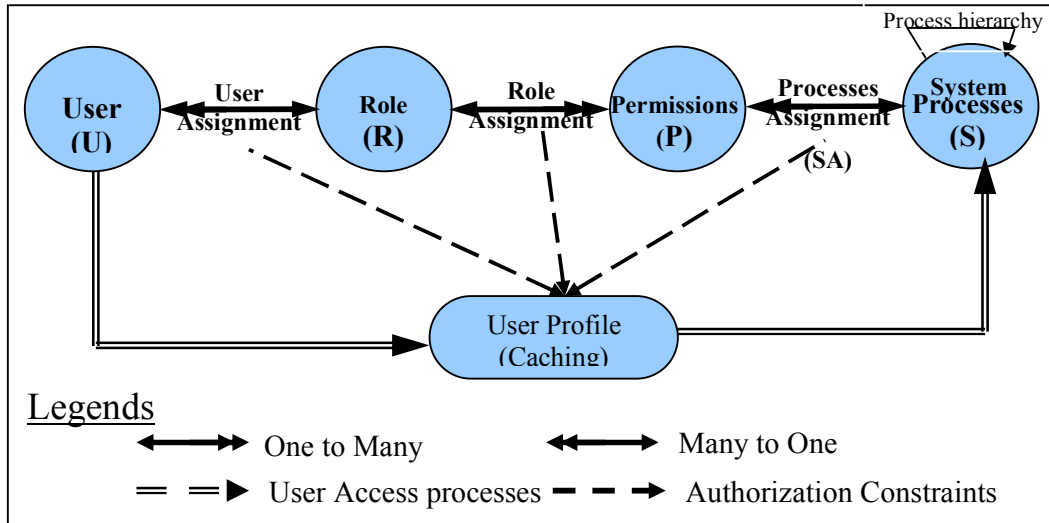 Process hierarchy
User
(U)
User
Assignment
Role
(R)
Role
Assignment
Permissions
(P)
Processes
Assignment
(SA)
System
Processes
(S)
User Profile
(Caching)
Legends
One to Many
Many to One
User Access processes
Authorization Constraints